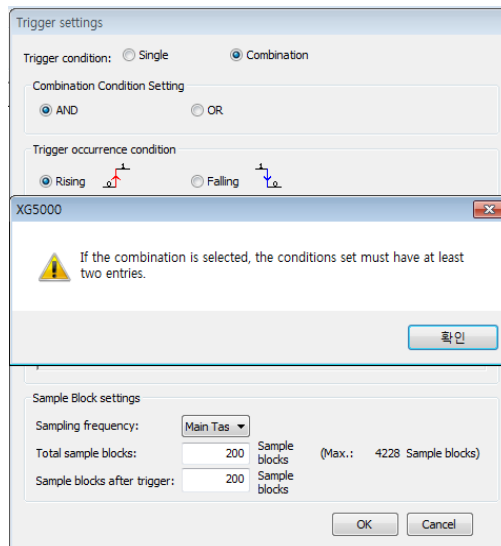 Trigger settings
Trigger condition: Single Combination
Combination Condition Setting
AND OR
Trigger occurrence condition
Rising Falling
XG5000
If the combination is selected, the conditions set must have at least
two entries.
확인
Sample Block settings
Sampling frequency: Main Tas
Total sample blocks: 200 Sample blocks (Max.: 4228 Sample blocks)
Sample blocks after trigger: 200 Sample blocks
OK Cancel